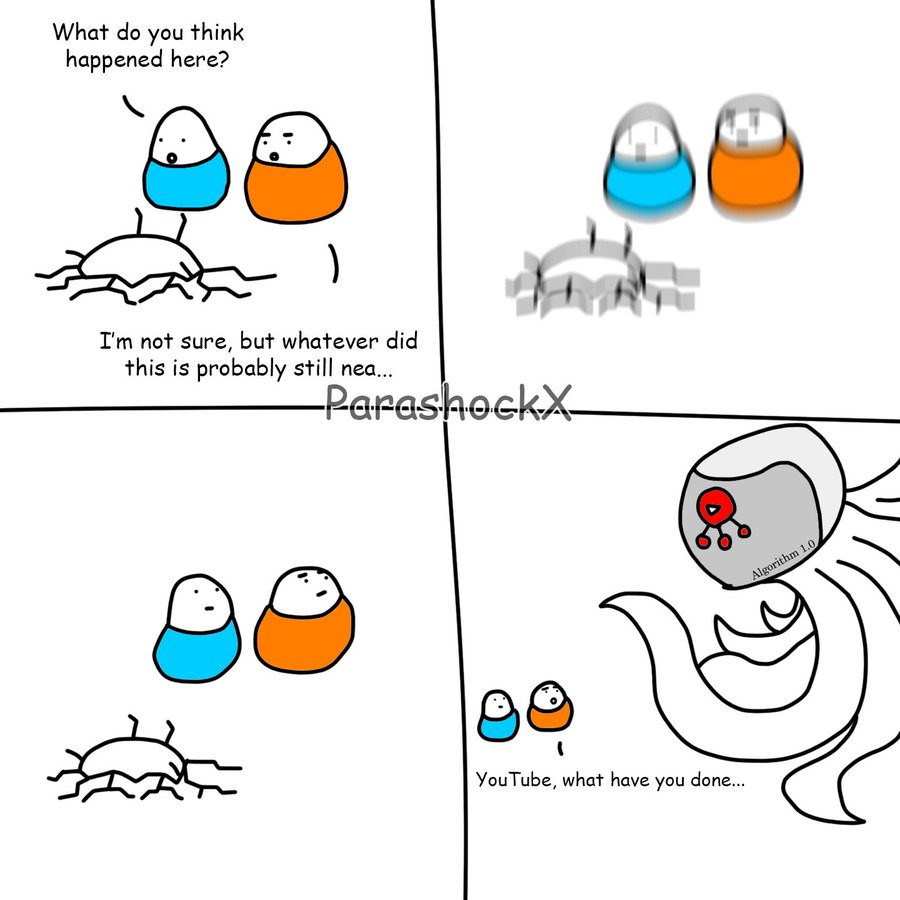 What do you think
happened here?
I'm not sure, but whatever did
this is probably still nea...
ParashockX
Algorithm 1.0
YouTube, what have you done...